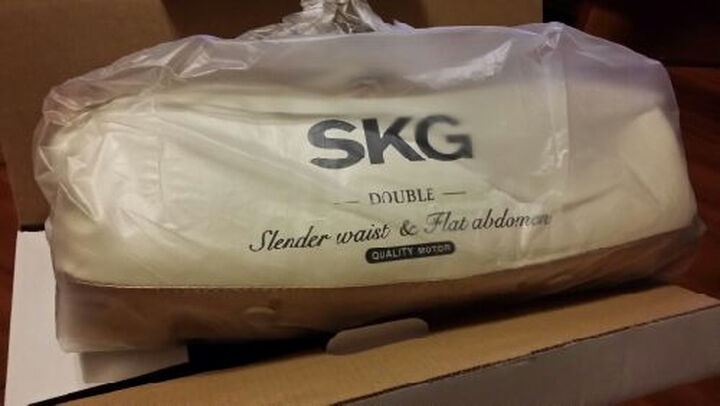 SKG
— DOUBLE —
Slender waist & Flat abdomen
QUALITY MOTOR